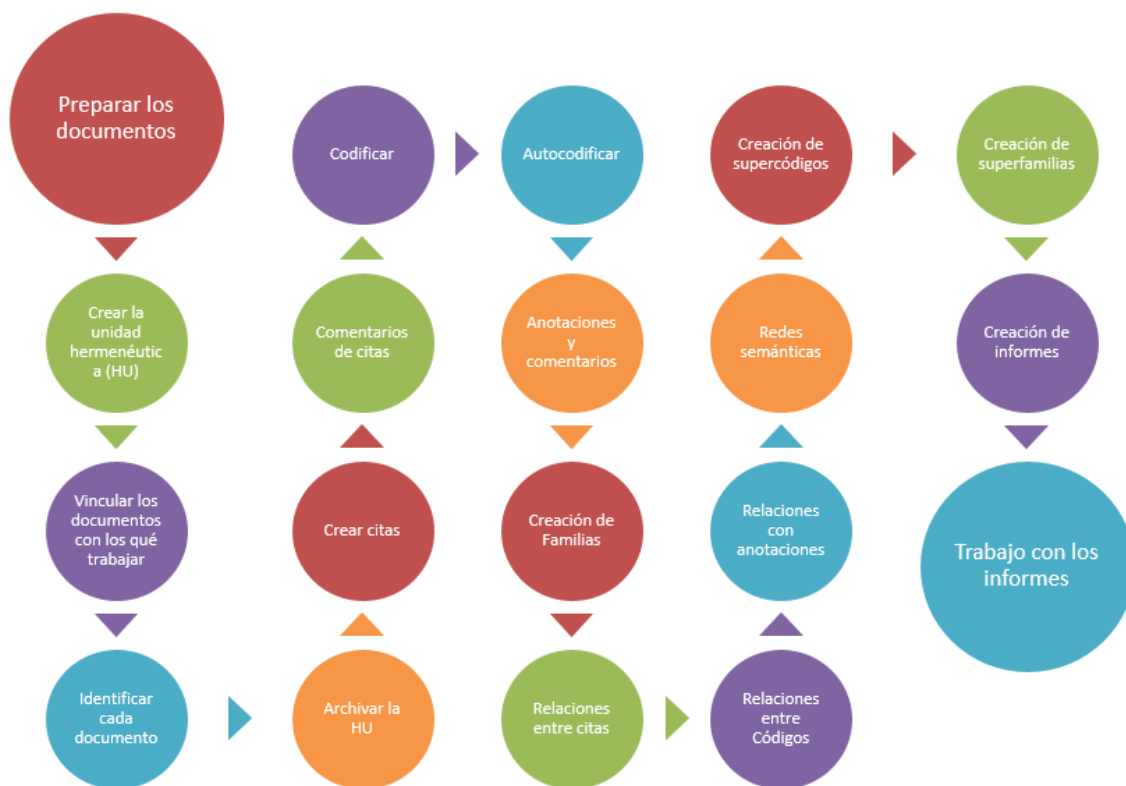 Preparar los
documentos
Crear la
unidad
hermenéutic
a (HU)
Vincular los
documentos
con los qué
trabajar
Identificar
cada
documento
Archivar la
HU
Crear citas
Comentarios
de citas
Codificar
Autocodificar
Anotaciones
y
comentarios
Creación de
Familias
Relaciones
entre citas
Relaciones
entre
Códigos
Relaciones
con
anotaciones
Redes
semánticas
Creación de
supercódigos
Creación de
superfamilias
Creación de
informes
Trabajo con los
informes